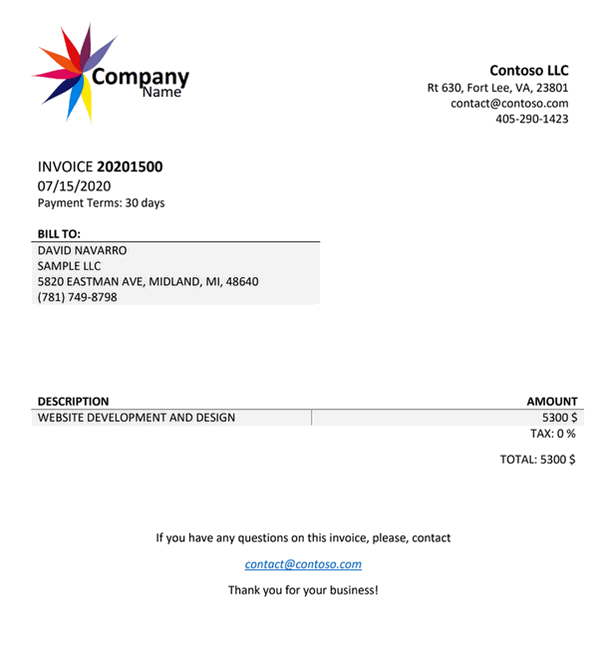 Company
Name
Contoso LLC
Rt 630, Fort Lee, VA, 23801
contact@contoso.com
405-290-1423
INVOICE 20201500
07/15/2020
Payment Terms: 30 days
BILL TO:
DAVID NAVARRO
SAMPLE LLC
5820 EASTMAN AVE, MIDLAND, MI, 48640
(781) 749-8798
DESCRIPTION AMOUNT
WEBSITE DEVELOPMENT AND DESIGN 5300 $
TAX: 0 %
TOTAL: 5300 $
If you have any questions on this invoice, please, contact
contact@contoso.com
Thank you for your business!